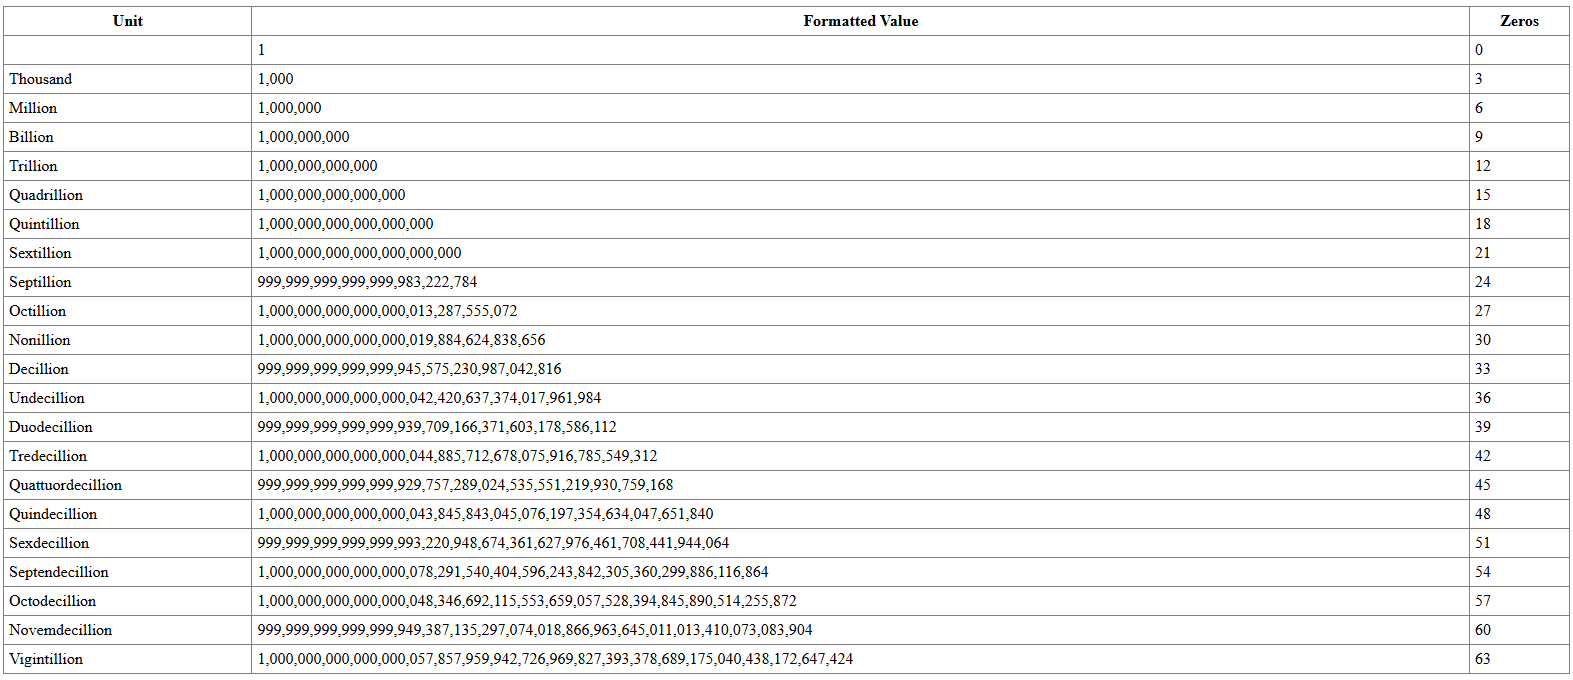 Unit Formatted Value Zeros
1 0
Thousand 1,000 3
Million 1,000,000 6
Billion 1,000,000,000 9
Trillion 1,000,000,000,000 12
Quadrillion 1,000,000,000,000,000 15
Quintillion 1,000,000,000,000,000,000 18
Sextillion 1,000,000,000,000,000,000,000 21
Septillion 999,999,999,999,999,983,222,784 24
Octillion 1,000,000,000,000,000,013,287,555,072 27
Nonillion 1,000,000,000,000,000,019,884,624,838,656 30
Decillion 999,999,999,999,999,945,575,230,987,042,816 33
Undecillion 1,000,000,000,000,000,042,420,637,374,017,961,984 36
Duodecillion 999,999,999,999,999,939,709,166,371,603,178,586,112 39
Tredecillion 1,000,000,000,000,000,044,885,712,678,075,916,785,549,312 42
Quattuordecillion 999,999,999,999,999,929,757,289,024,535,551,219,930,759,168 45
Quindecillion 1,000,000,000,000,000,043,845,843,045,076,197,354,634,047,651,840 48
Sexdecillion 999,999,999,999,999,993,220,948,674,361,627,976,461,708,441,944,064 51
Septendecillion 1,000,000,000,000,000,078,291,540,404,596,243,842,305,360,299,886,116,864 54
Octodecillion 1,000,000,000,000,000,048,346,692,115,553,659,057,528,394,845,890,514,255,872 57
Novemdecillion 999,999,999,999,999,949,387,135,297,074,018,866,963,645,011,013,410,073,083,904 60
Vigintillion 1,000,000,000,000,000,057,857,959,942,726,969,827,393,378,689,175,040,438,172,647,424 63